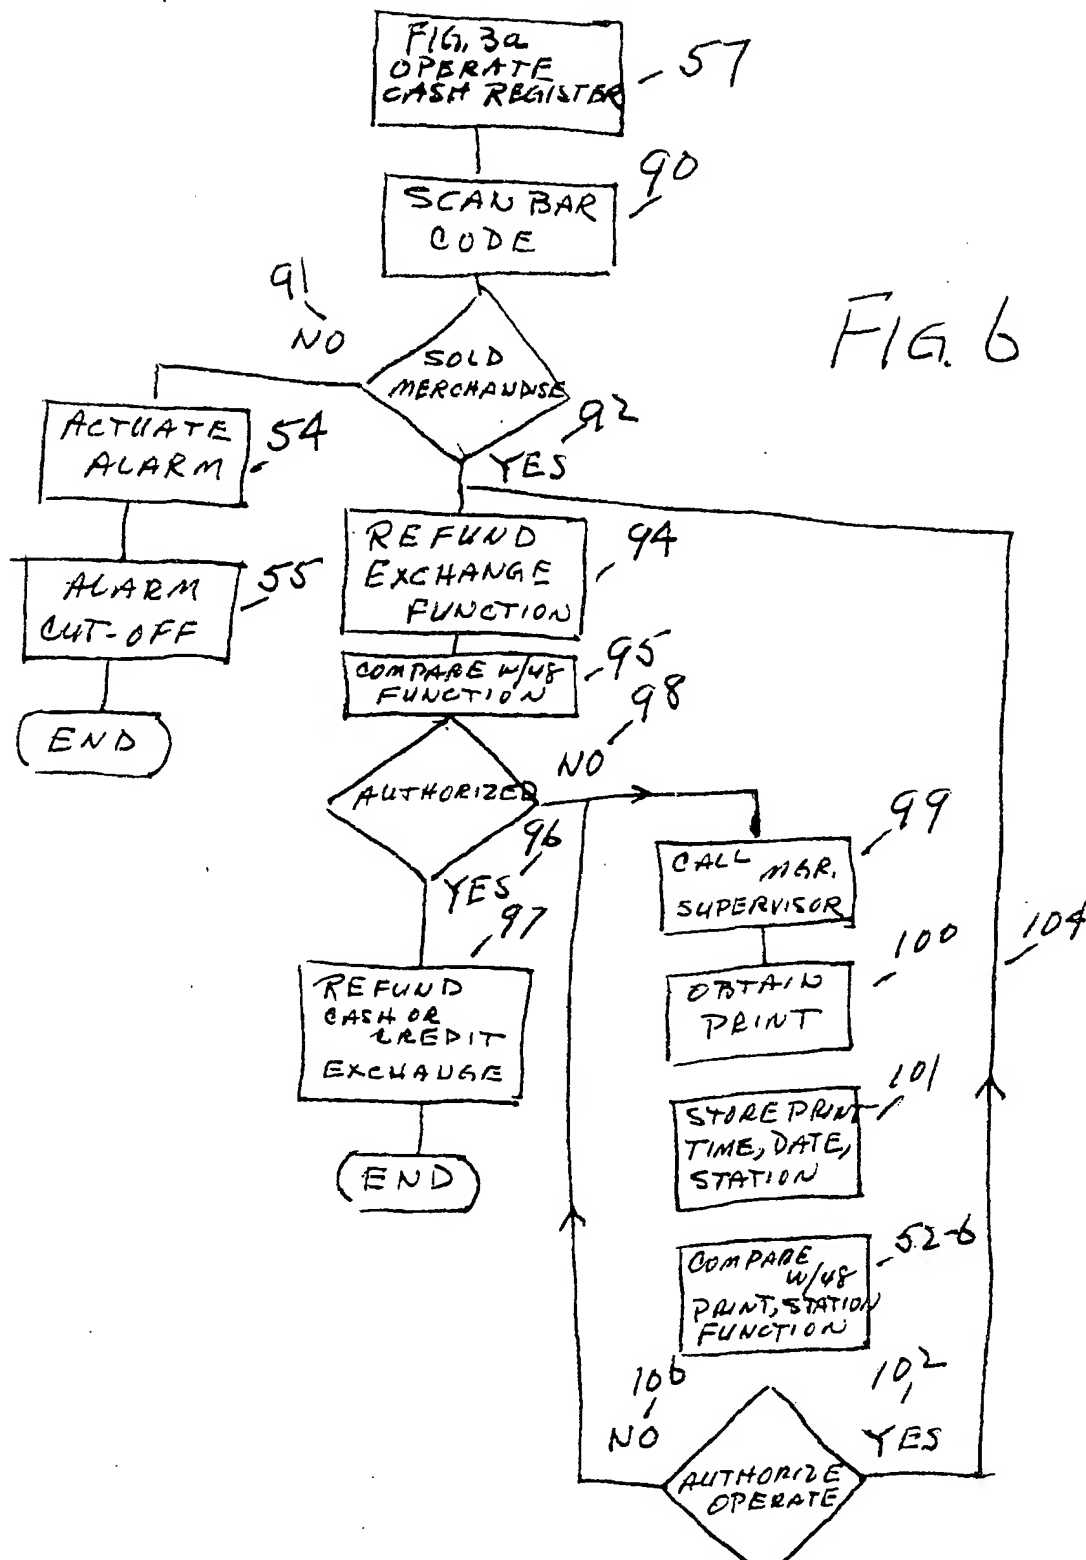 FIG. 3a
OPERATE
CASH REGISTER
57
90
SCAN BAR
CODE
91
NO
FIG. 6
SOLD
MERCHANDISE
92
YES
ACTUATE
ALARM
54
REFUND
EXCHANGE
FUNCTION
94
ALARM
CUT-OFF
55
COMPARE W/48
FUNCTION
95
98
NO
END
AUTHORIZED
96
YES
97
CALL MGR.
SUPERVISOR
99
REFUND
CASH OR
CREDIT
EXCHANGE
OBTAIN
PRINT
100
104
STORE PRINT
TIME, DATE,
STATION
101
END
COMPARE
W/48
PRINT, STATION
FUNCTION
52-6
106
NO
102
YES
AUTHORIZE
OPERATE